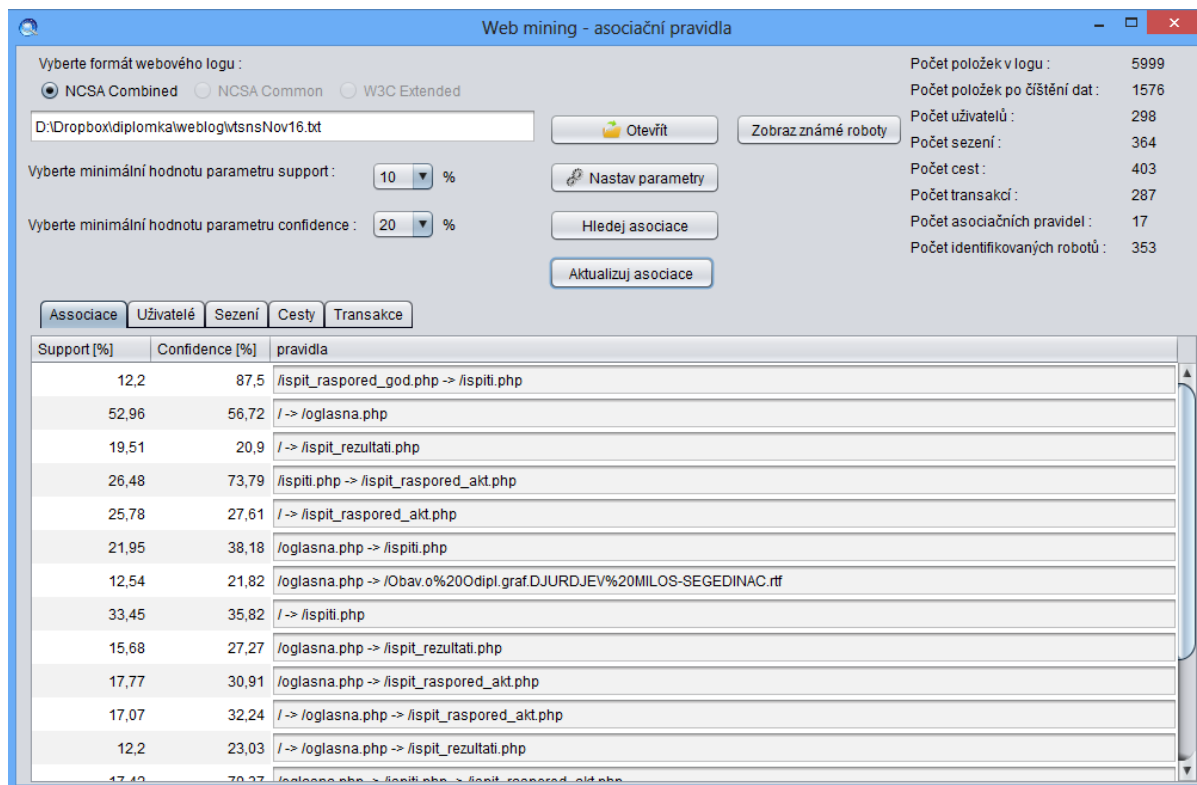 Web mining - asociační pravidla
Vyberte formát webového logu :
NCSA Combined NCSA Common W3C Extended
D:\Dropbox\diplomka\weblog\vtsnsNov16.txt
Otevřít
Zobraz známé roboty
Vyberte minimální hodnotu parametru support : 10 %
Nastav parametry
Vyberte minimální hodnotu parametru confidence : 20 %
Hledej asociace
Aktualizuj asociace
Počet položek v logu : 5999
Počet položek po číštění dat : 1576
Počet uživatelů : 298
Počet sezení : 364
Počet cest : 403
Počet transakcí : 287
Počet asociačních pravidel : 17
Počet identifikovaných robotů : 353
Associace Uživatelé Sezení Cesty Transakce
Support [%] Confidence [%] pravidla
12,2 87,5 /ispit_raspored_god.php -> /ispiti.php
52,96 56,72 / -> /oglasna.php
19,51 20,9 / -> /ispit_rezultati.php
26,48 73,79 /ispiti.php -> /ispit_raspored_akt.php
25,78 27,61 / -> /ispit_raspored_akt.php
21,95 38,18 /oglasna.php -> /ispiti.php
12,54 21,82 /oglasna.php -> /Obav.o%20Odipl.graf.DJURDJEV%20MILOS-SEGEDINAC.rtf
33,45 35,82 / -> /ispiti.php
15,68 27,27 /oglasna.php -> /ispit_rezultati.php
17,77 30,91 /oglasna.php -> /ispit_raspored_akt.php
17,07 32,24 / -> /oglasna.php -> /ispit_raspored_akt.php
12,2 23,03 / -> /oglasna.php -> /ispit_rezultati.php
/oglasna.php -> /ispiti.php -> /ispit_raspored_akt.php